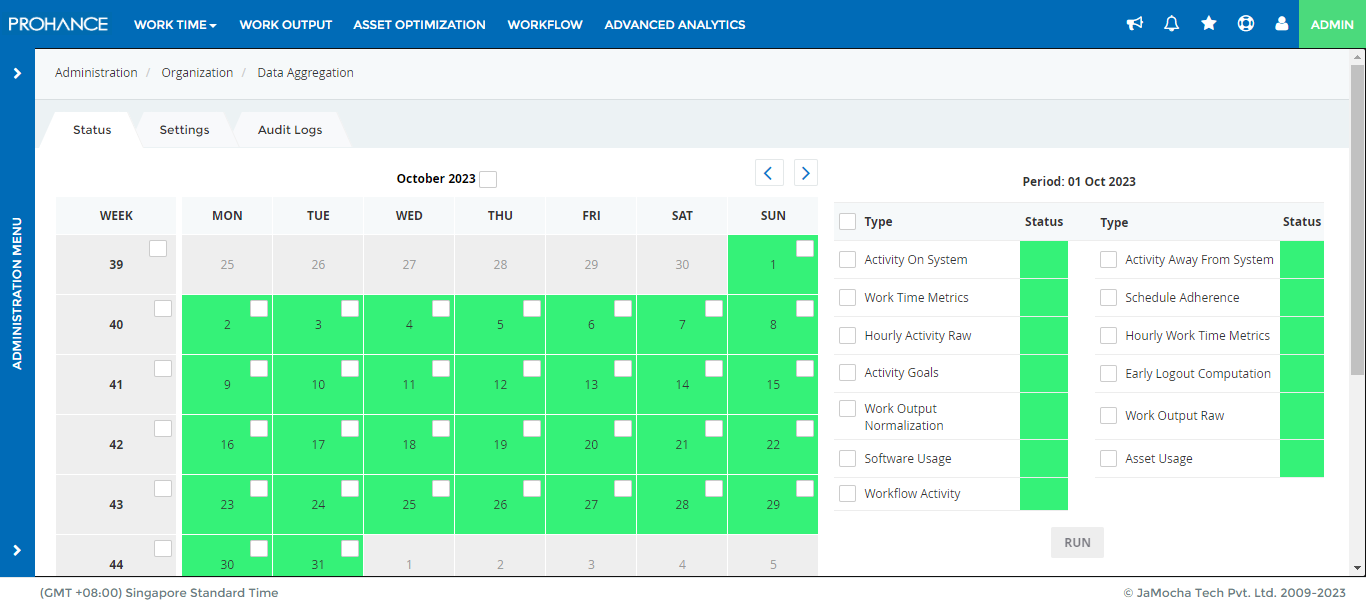 PROHANCE WORK TIME WORK OUTPUT ASSET OPTIMIZATION WORKFLOW ADVANCED ANALYTICS ADMIN
Administration / Organization / Data Aggregation
ADMINISTRATION MENU
Status Settings Audit Logs
October 2023
WEEK MON TUE WED THU FRI SAT SUN
39 25 26 27 28 29 30 1
40 2 3 4 5 6 7 8
41 9 10 11 12 13 14 15
42 16 17 18 19 20 21 22
43 23 24 25 26 27 28 29
44 30 31 1 2 3 4 5
Period: 01 Oct 2023
Type Status Type Status
Activity On System Activity Away From System
Work Time Metrics Schedule Adherence
Hourly Activity Raw Hourly Work Time Metrics
Activity Goals Early Logout Computation
Work Output
Normalization
Work Output Raw
Software Usage Asset Usage
Workflow Activity
RUN
(GMT +08:00) Singapore Standard Time © JaMocha Tech Pvt. Ltd. 2009-2023